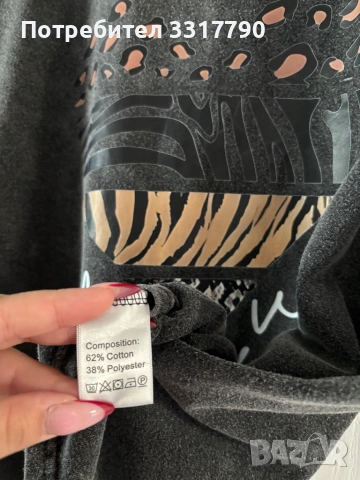 Потребител 3317790
Composition:
62% Cotton
38% Polyester
BAZAR